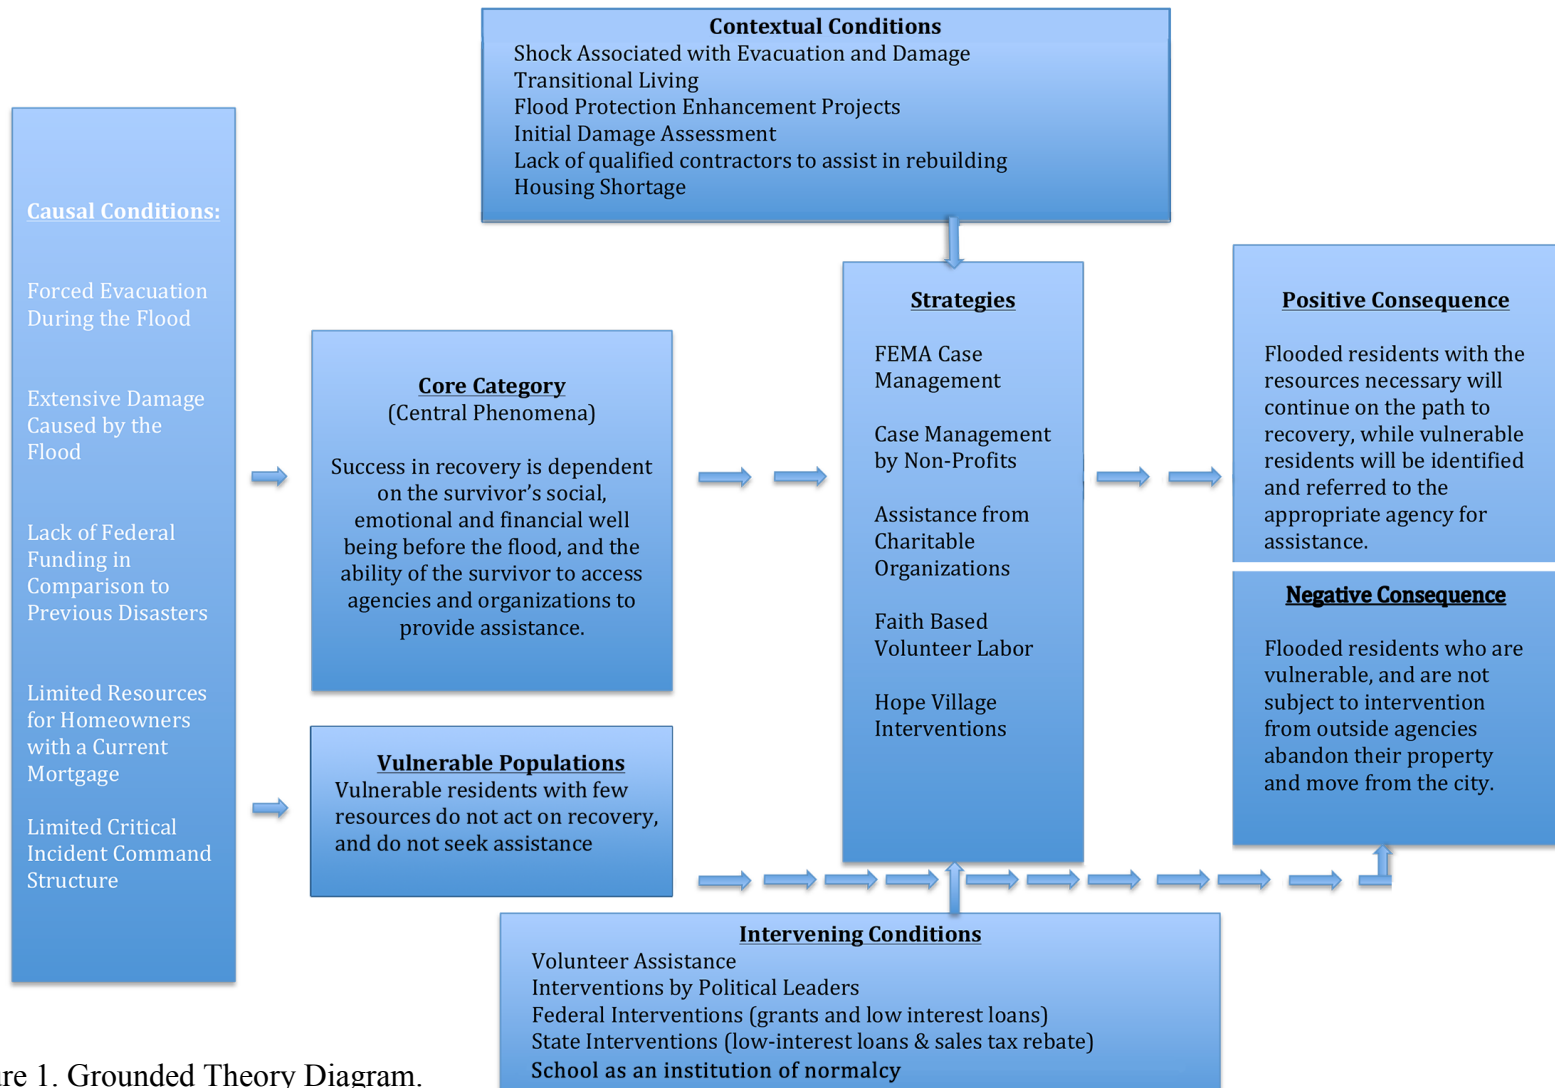 Contextual Conditions
Shock Associated with Evacuation and Damage
Transitional Living
Flood Protection Enhancement Projects
Initial Damage Assessment
Lack of qualified contractors to assist in rebuilding
Housing Shortage
Causal Conditions:
Forced Evacuation
During the Flood
Extensive Damage
Caused by the
Flood
Lack of Federal
Funding in
Comparison to
Previous Disasters
Limited Resources
for Homeowners
with a Current
Mortgage
Limited Critical
Incident Command
Structure
Core Category
(Central Phenomena)
Success in recovery is dependent
on the survivor’s social,
emotional and financial well
being before the flood, and the
ability of the survivor to access
agencies and organizations to
provide assistance.
Vulnerable Populations
Vulnerable residents with few
resources do not act on recovery,
and do not seek assistance
Strategies
FEMA Case
Management
Case Management
by Non-Profits
Assistance from
Charitable
Organizations
Faith Based
Volunteer Labor
Hope Village
Interventions
Positive Consequence
Flooded residents with the
resources necessary will
continue on the path to
recovery, while vulnerable
residents will be identified
and referred to the
appropriate agency for
assistance.
Negative Consequence
Flooded residents who are
vulnerable, and are not
subject to intervention
from outside agencies
abandon their property
and move from the city.
Intervening Conditions
Volunteer Assistance
Interventions by Political Leaders
Federal Interventions (grants and low interest loans)
State Interventions (low-interest loans & sales tax rebate)
School as an institution of normalcy
ure 1. Grounded Theory Diagram.